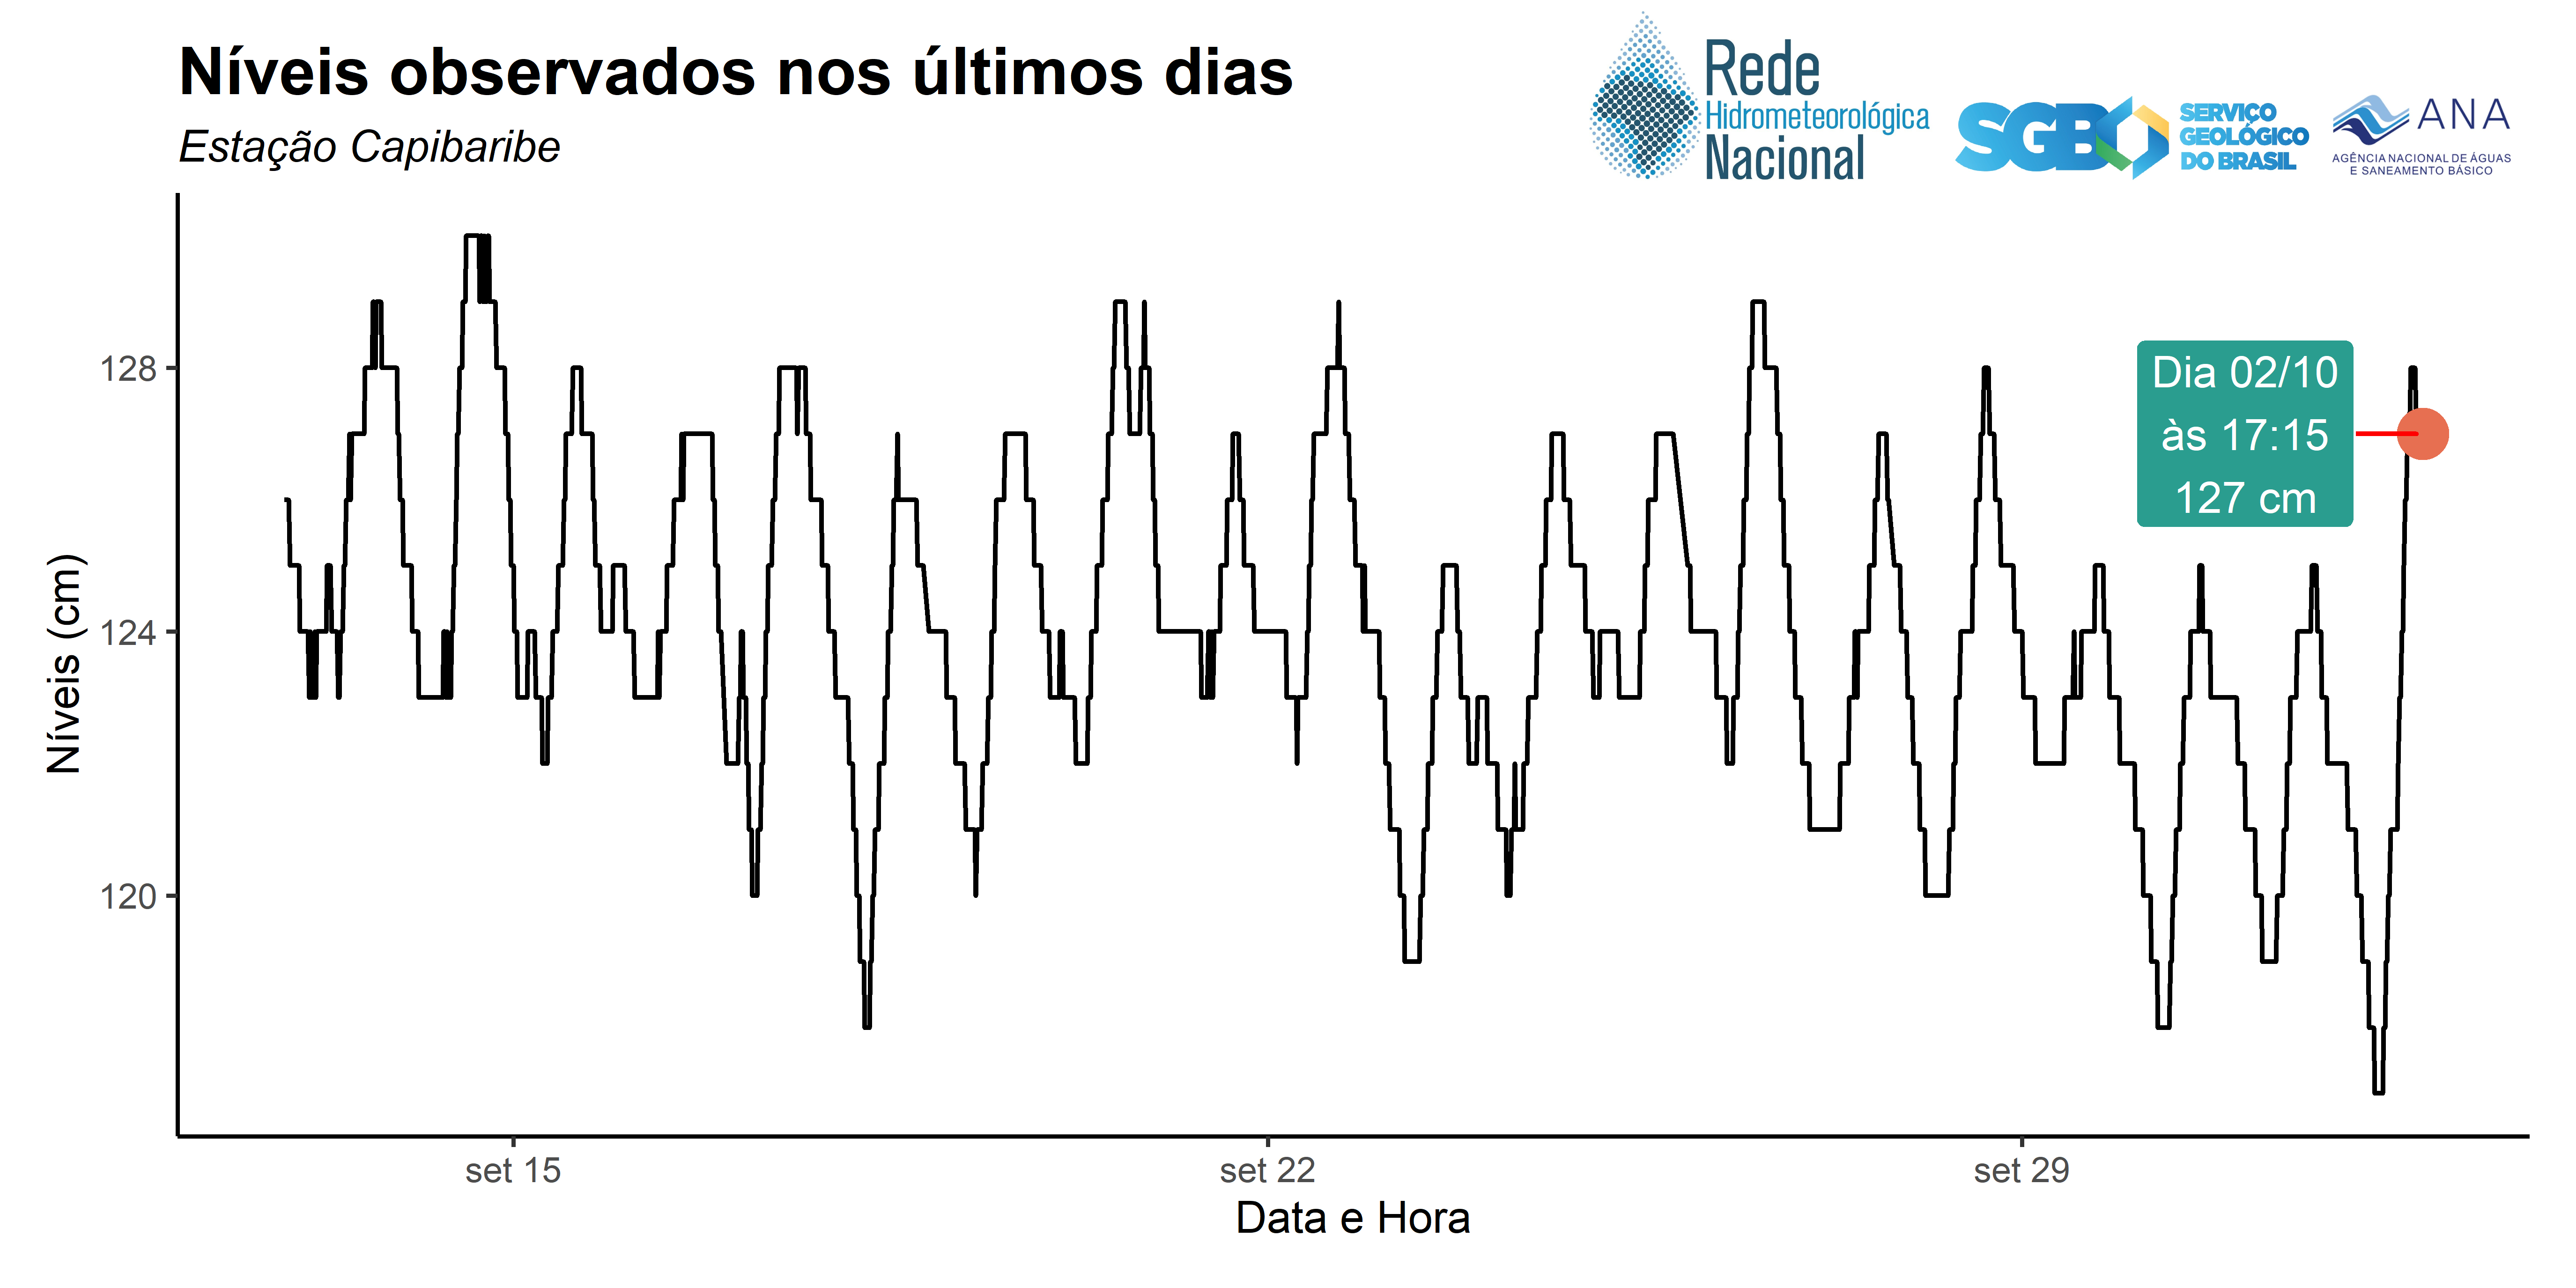 Níveis observados nos últimos dias
Estação Capibaribe
Rede
Hidrometeorológica
Nacional
SGB
SERVIÇO
GEOLÓGICO
DO BRASIL
ANA
AGÊNCIA NACIONAL DE ÁGUAS
E SANEAMENTO BÁSICO
Níveis (cm)
128
124
120
Dia 02/10
às 17:15
127 cm
set 15
set 22
set 29
Data e Hora